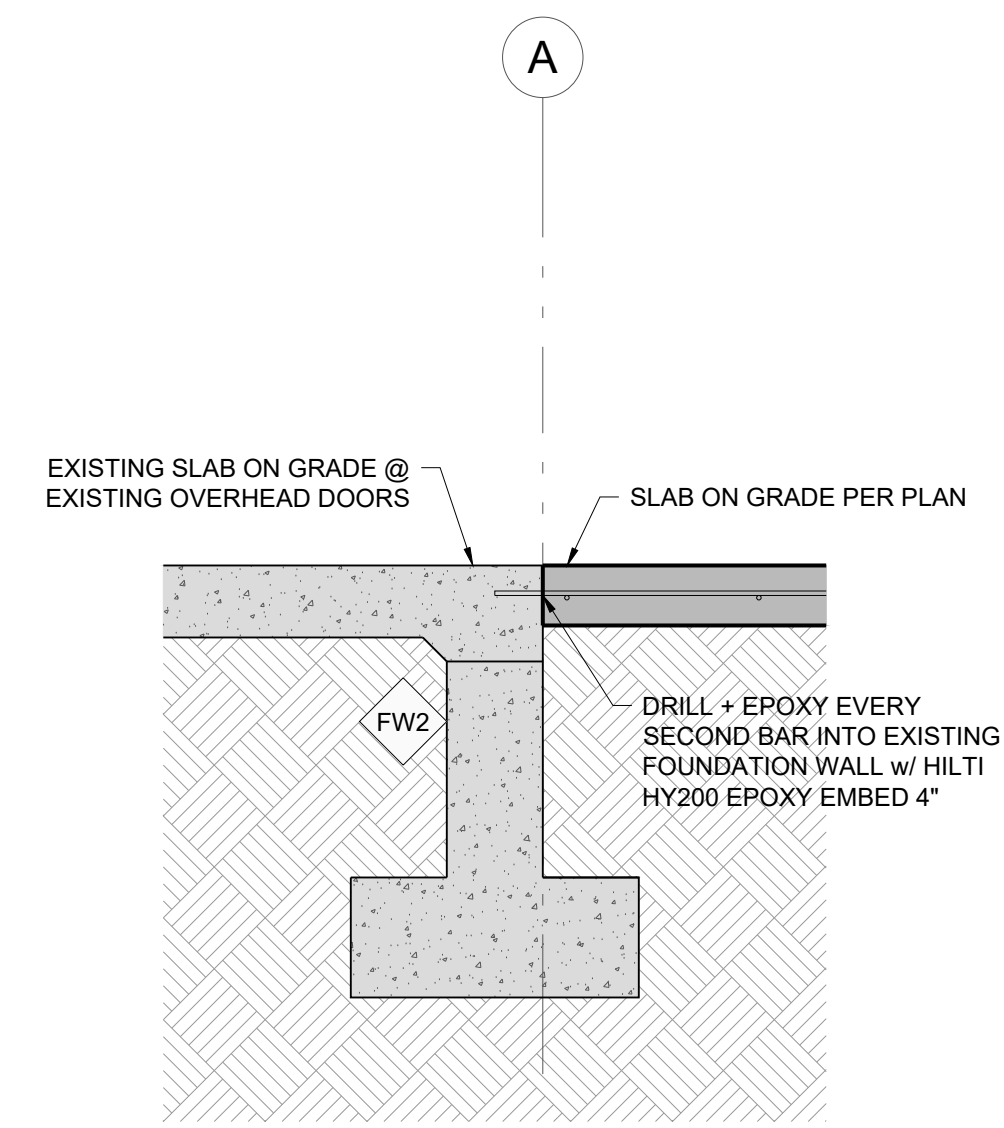 A
EXISTING SLAB ON GRADE @
EXISTING OVERHEAD DOORS
SLAB ON GRADE PER PLAN
FW2
DRILL + EPOXY EVERY
SECOND BAR INTO EXISTING
FOUNDATION WALL w/ HILTI
HY200 EPOXY EMBED 4"